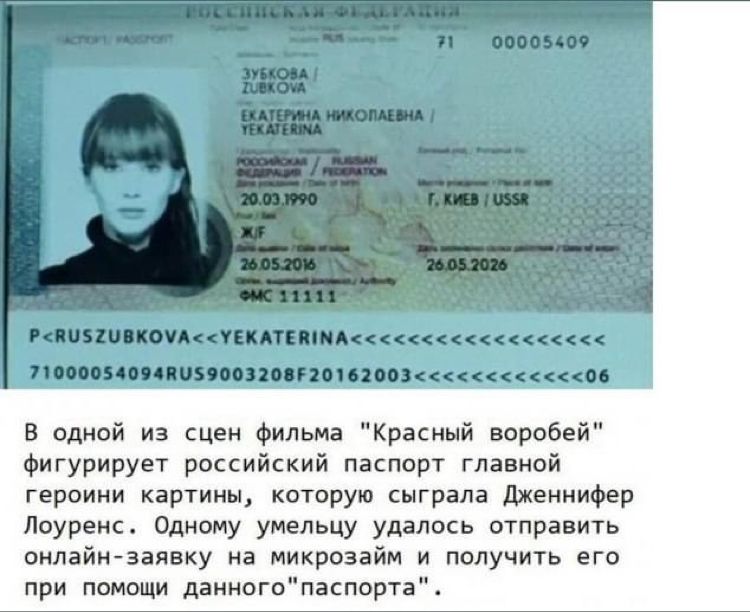 РОССИЙСКАЯ ФЕДЕРАЦИЯ
ПАСПОРТ/ PASSPORT RUS 71 00005409
ЗУБКОВА /
ZUBKOVA
ЕКАТЕРИНА НИКОЛАЕВНА /
YEKATERINA
РОССИЙСКАЯ / RUSSIAN
ФЕДЕРАЦИЯ / FEDERATION
20.03.1990 Г. КИЕВ / USSR
Ж/F
26.05.2016 26.05.2026
ФМС 11111
P<RUSZUBKOVA<<YEKATERINA<<<<<<<<<<<<<<<<<<<
71000054094RUS9003208F20162003<<<<<<<<<<<<06
В одной из сцен фильма "Красный воробей"
фигурирует российский паспорт главной
героини картины, которую сыграла Дженнифер
Лоуренс. Одному умельцу удалось отправить
онлайн-заявку на микрозайм и получить его
при помощи данного"паспорта".